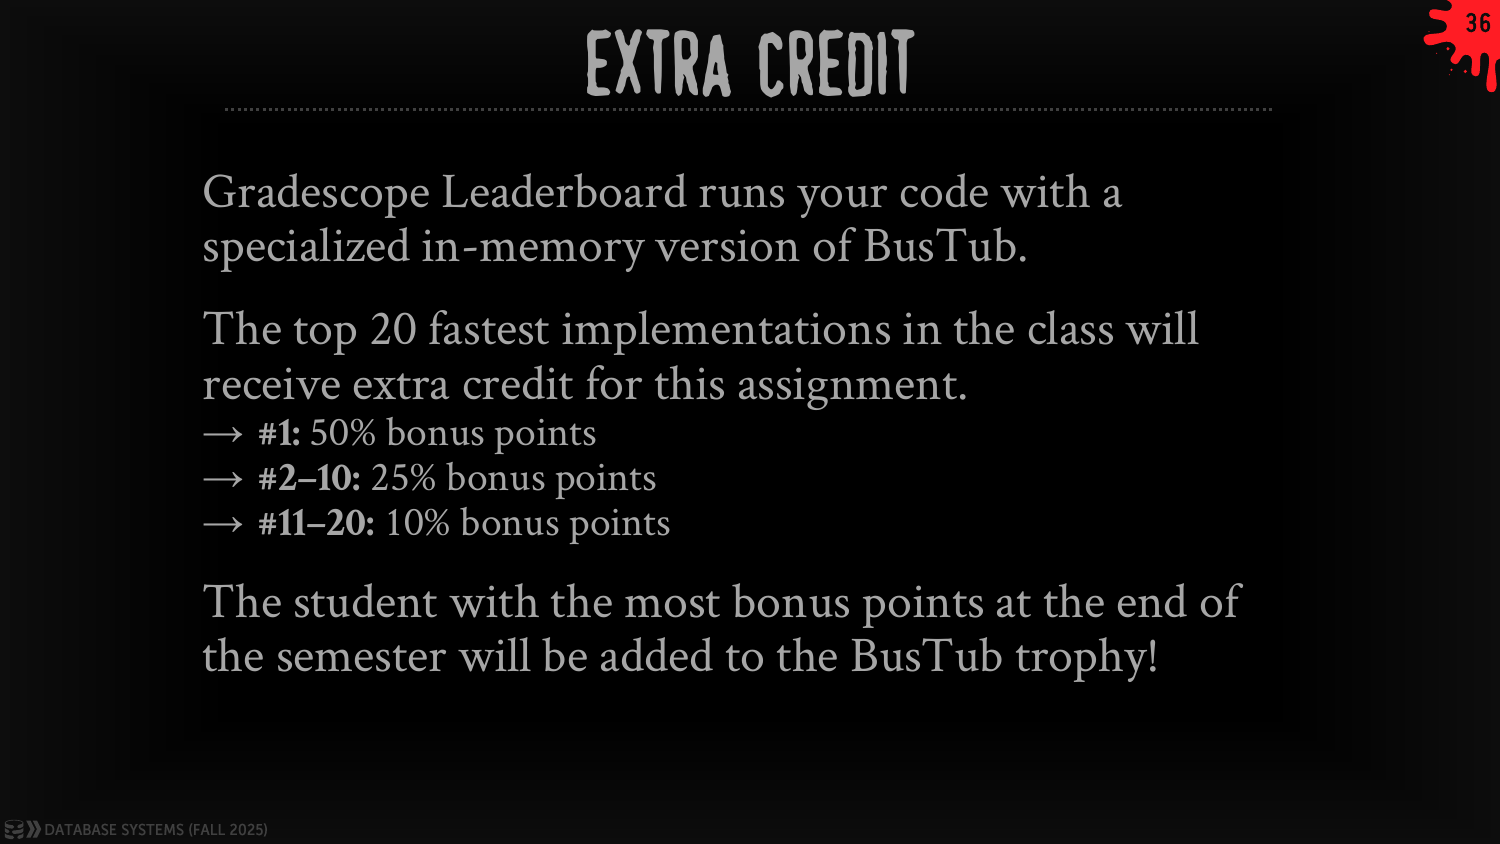 36
EXTRA CREDIT
Gradescope Leaderboard runs your code with a
specialized in-memory version of BusTub.
The top 20 fastest implementations in the class will
receive extra credit for this assignment.
→ #1: 50% bonus points
→ #2–10: 25% bonus points
→ #11–20: 10% bonus points
The student with the most bonus points at the end of
the semester will be added to the BusTub trophy!
DATABASE SYSTEMS (FALL 2025)